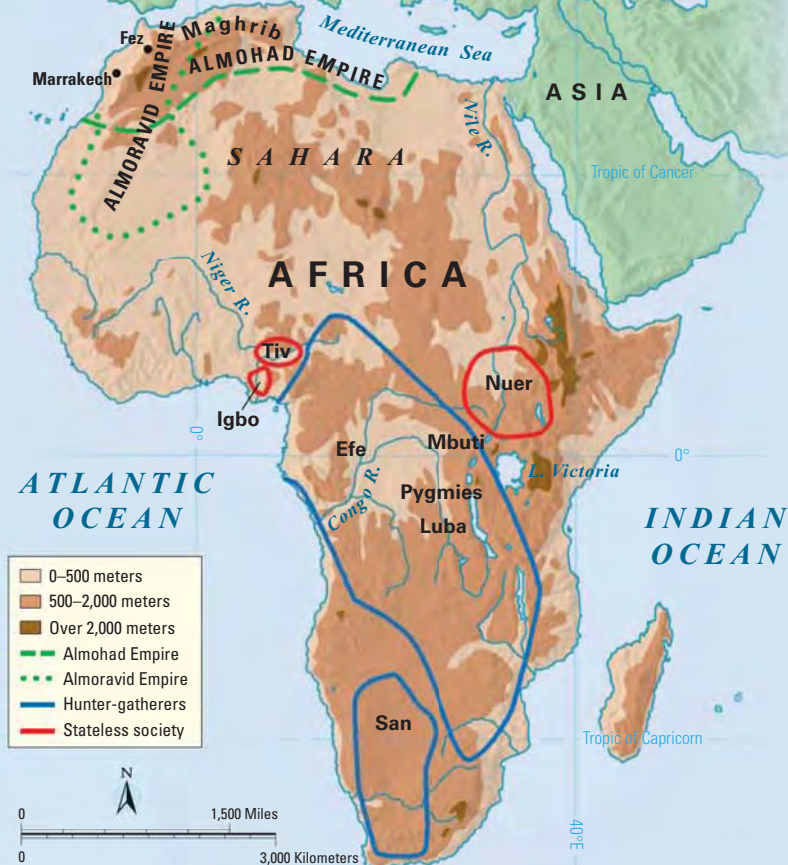 Mediterranean Sea
Fez
Maghrib
Marrakech
ALMORAVID EMPIRE
ALMOHAD EMPIRE
ASIA
Nile R.
SAHARA
Tropic of Cancer
AFRICA
Niger R.
Tiv
Nuer
Igbo
0°
Efe
Mbuti
0°
L. Victoria
Congo R.
Pygmies
Luba
ATLANTIC
OCEAN
INDIAN
OCEAN
0–500 meters
500–2,000 meters
Over 2,000 meters
Almohad Empire
Almoravid Empire
Hunter-gatherers
Stateless society
San
Tropic of Capricorn
N
0 1,500 Miles
0 3,000 Kilometers
40°E